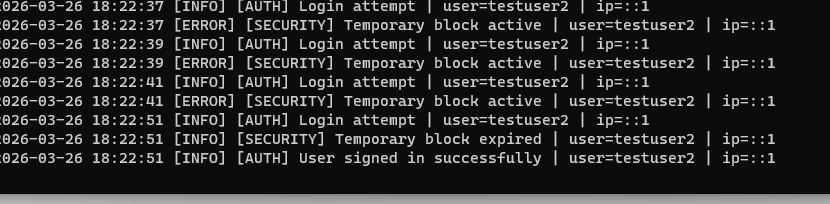 026-03-26 18:22:37 [INFO] [AUTH] Login attempt | user=testuser2 | ip=::1
026-03-26 18:22:37 [ERROR] [SECURITY] Temporary block active | user=testuser2 | ip=::1
026-03-26 18:22:39 [INFO] [AUTH] Login attempt | user=testuser2 | ip=::1
026-03-26 18:22:39 [ERROR] [SECURITY] Temporary block active | user=testuser2 | ip=::1
026-03-26 18:22:41 [INFO] [AUTH] Login attempt | user=testuser2 | ip=::1
026-03-26 18:22:41 [ERROR] [SECURITY] Temporary block active | user=testuser2 | ip=::1
026-03-26 18:22:51 [INFO] [AUTH] Login attempt | user=testuser2 | ip=::1
026-03-26 18:22:51 [INFO] [SECURITY] Temporary block expired | user=testuser2 | ip=::1
026-03-26 18:22:51 [INFO] [AUTH] User signed in successfully | user=testuser2 | ip=::1